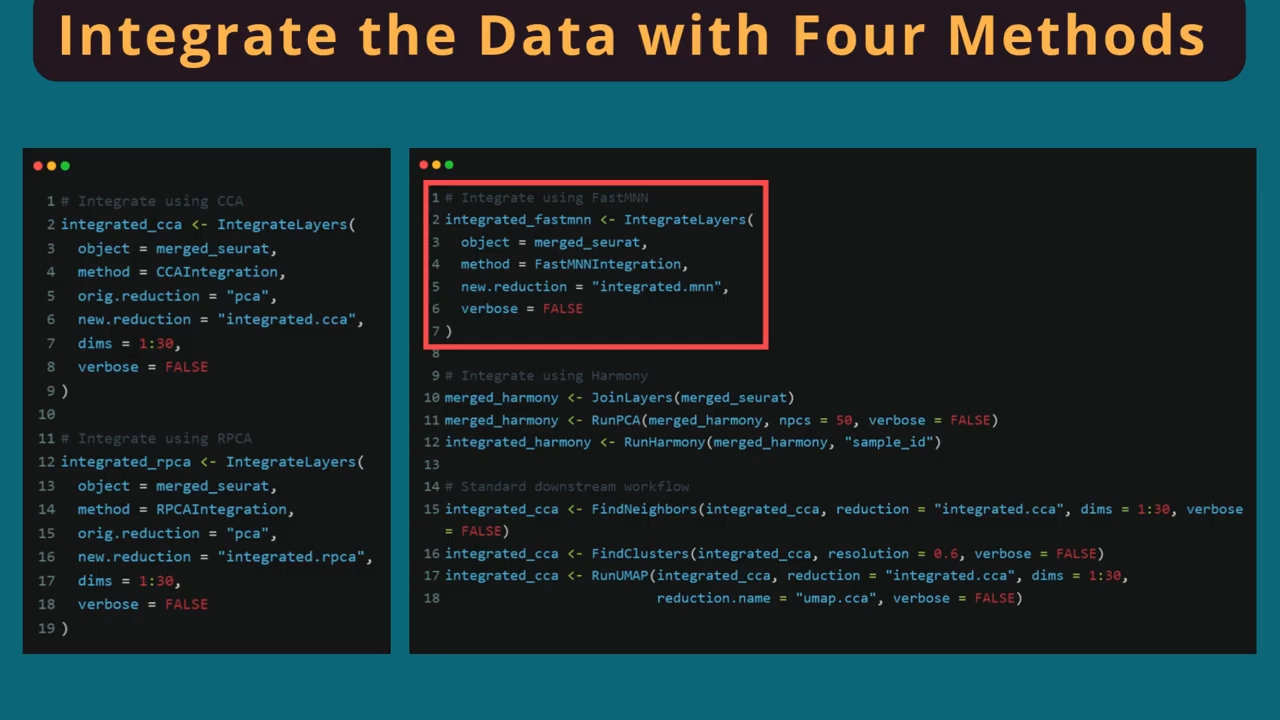 Integrate the Data with Four Methods
1 # Integrate using CCA
2 integrated_cca <- IntegrateLayers(
3 object = merged_seurat,
4 method = CCAIntegration,
5 orig.reduction = "pca",
6 new.reduction = "integrated.cca",
7 dims = 1:30,
8 verbose = FALSE
9 )
10
11 # Integrate using RPCA
12 integrated_rpca <- IntegrateLayers(
13 object = merged_seurat,
14 method = RPCAIntegration,
15 orig.reduction = "pca",
16 new.reduction = "integrated.rpca",
17 dims = 1:30,
18 verbose = FALSE
19 )
1 # Integrate using FastMNN
2 integrated_fastmnn <- IntegrateLayers(
3 object = merged_seurat,
4 method = FastMNNIntegration,
5 new.reduction = "integrated.mnn",
6 verbose = FALSE
7 )
8
9 # Integrate using Harmony
10 merged_harmony <- JoinLayers(merged_seurat)
11 merged_harmony <- RunPCA(merged_harmony, npcs = 50, verbose = FALSE)
12 integrated_harmony <- RunHarmony(merged_harmony, "sample_id")
13
14 # Standard downstream workflow
15 integrated_cca <- FindNeighbors(integrated_cca, reduction = "integrated.cca", dims = 1:30, verbose
= FALSE)
16 integrated_cca <- FindClusters(integrated_cca, resolution = 0.6, verbose = FALSE)
17 integrated_cca <- RunUMAP(integrated_cca, reduction = "integrated.cca", dims = 1:30,
18 reduction.name = "umap.cca", verbose = FALSE)